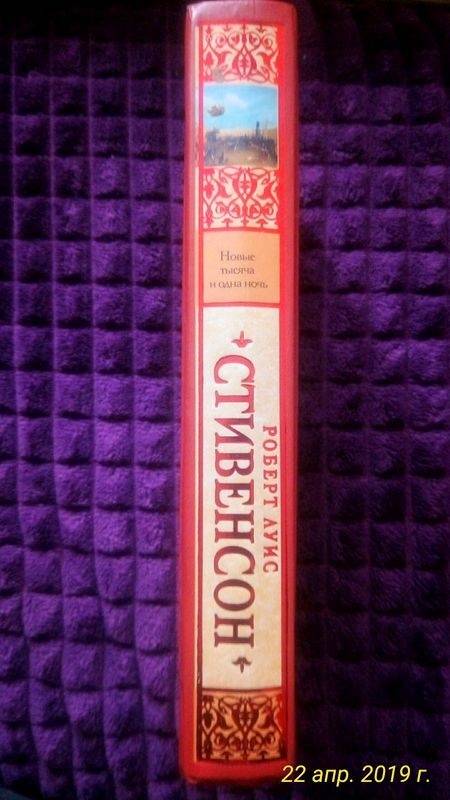 Новые
тысяча
и одна ночь
РОБЕРТ ЛУИС
СТИВЕНСОН
22 апр. 2019 г.